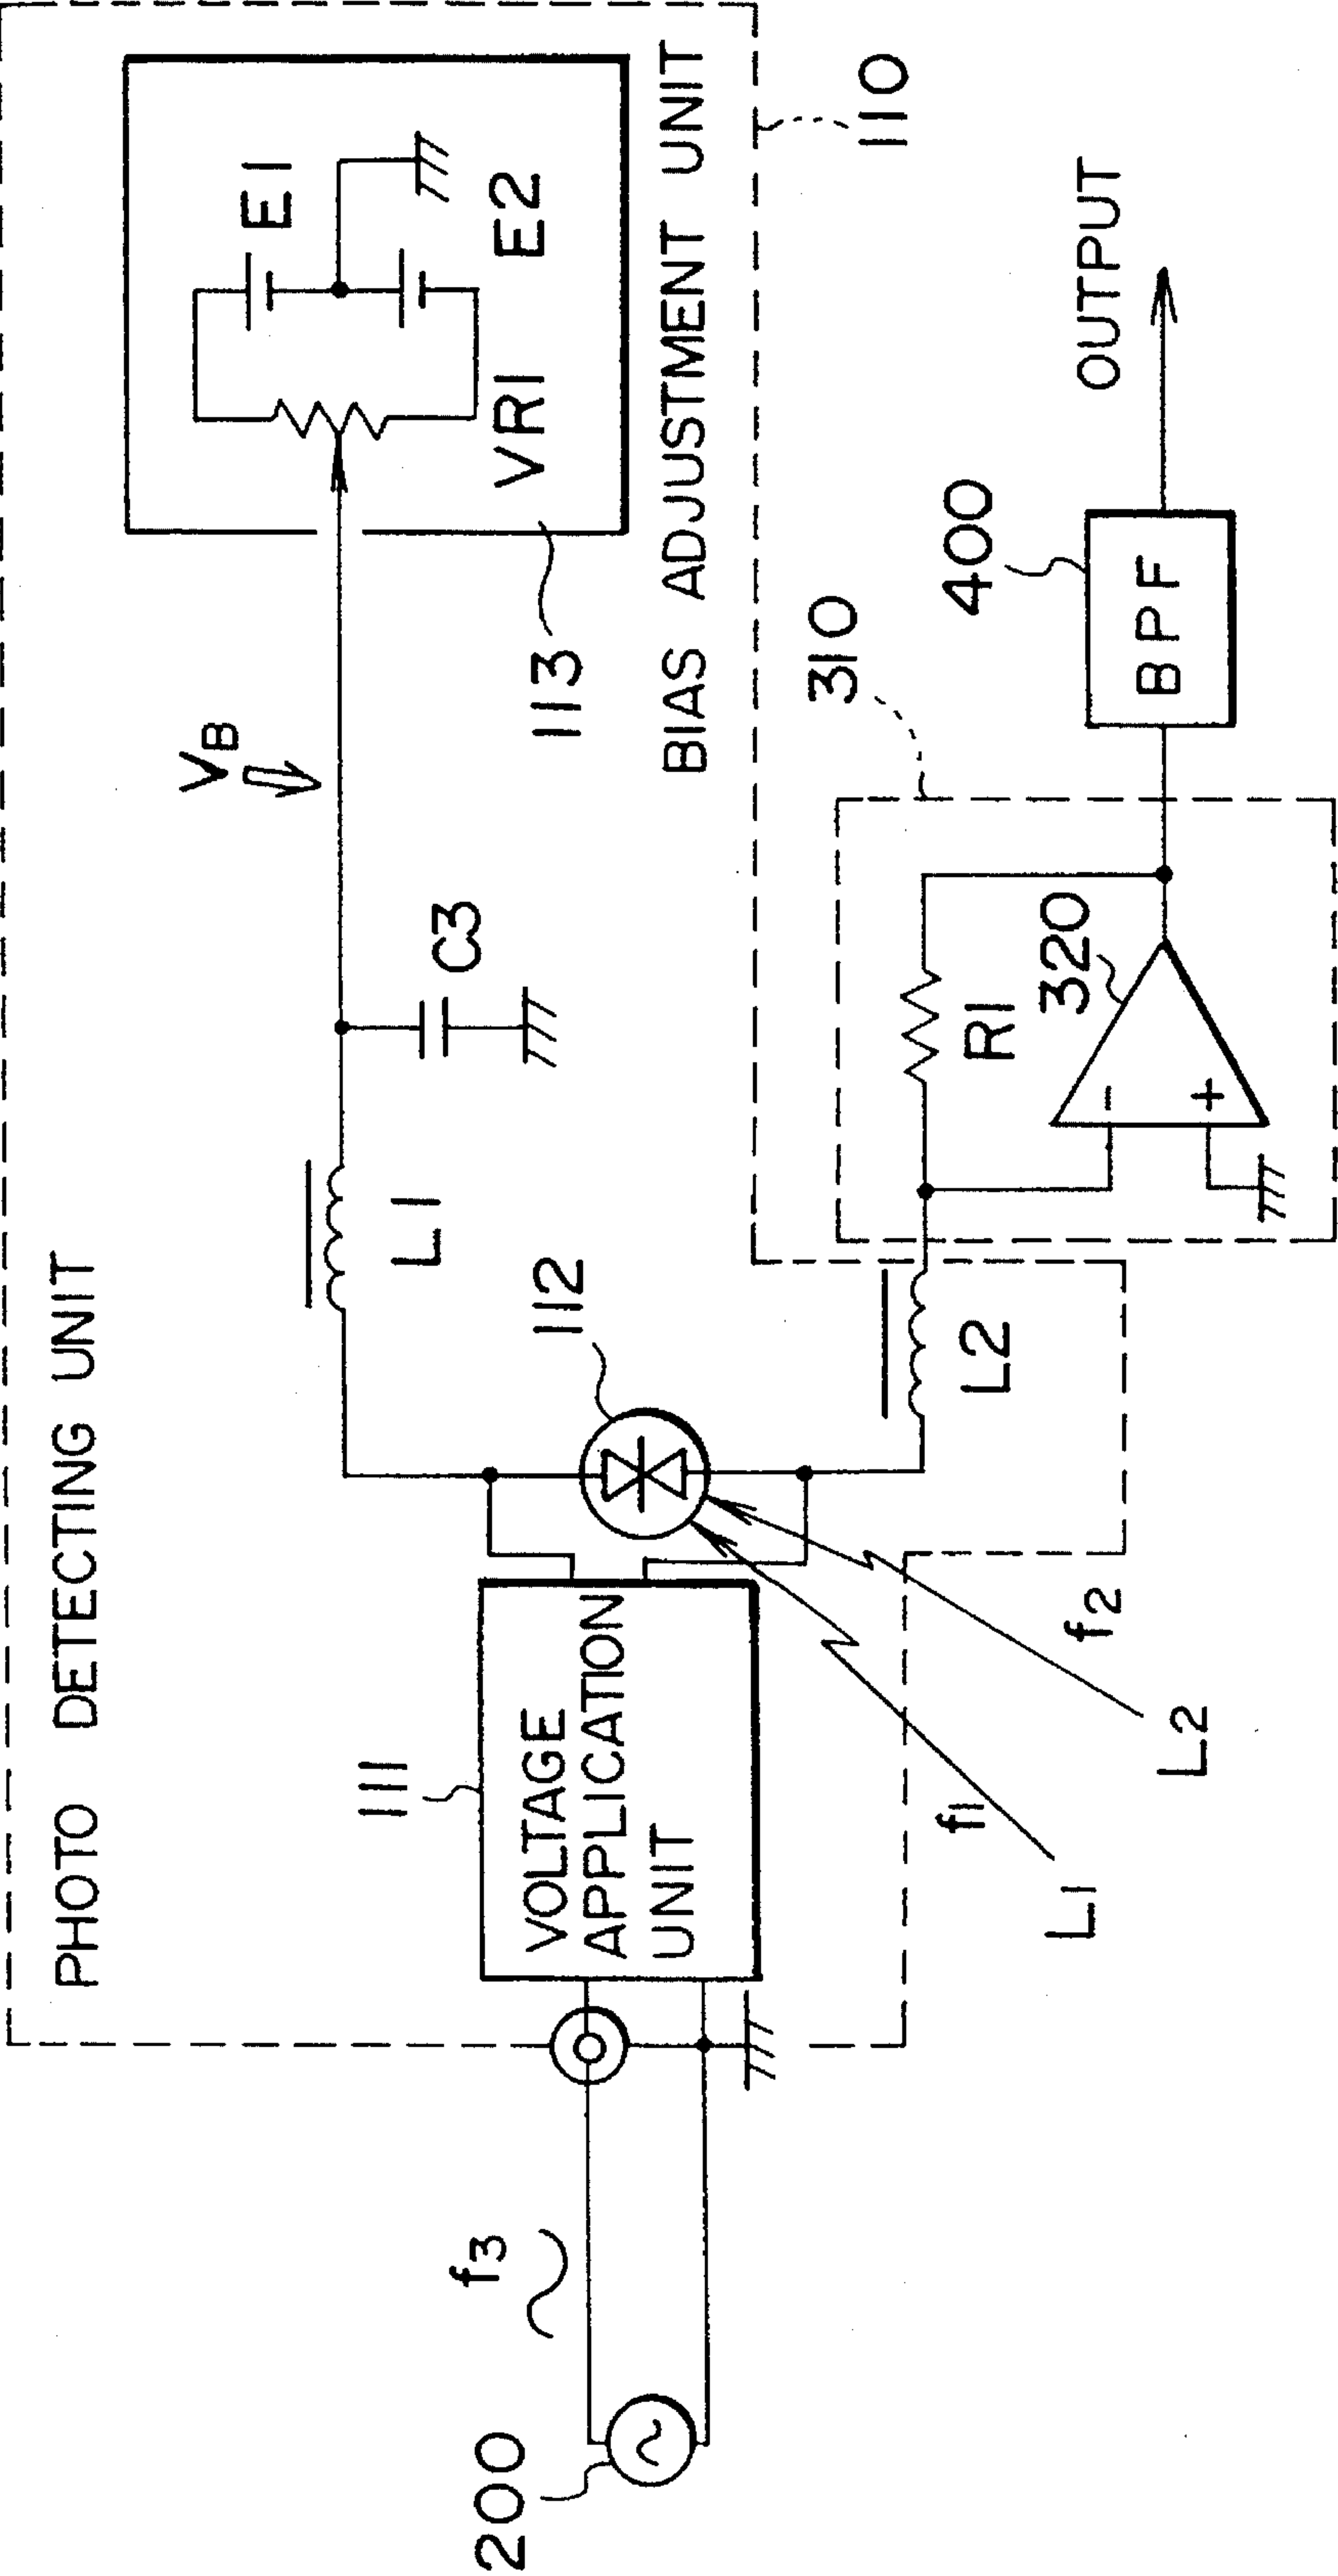 PHOTO DETECTING UNIT
VB
E1
E2
VR1
113
BIAS ADJUSTMENT UNIT
110
L1
C3
112
111
VOLTAGE
APPLICATION
UNIT
f3
200
f1
L1
f2
L2
L2
310
R1
320
-
+
400
BPF
OUTPUT